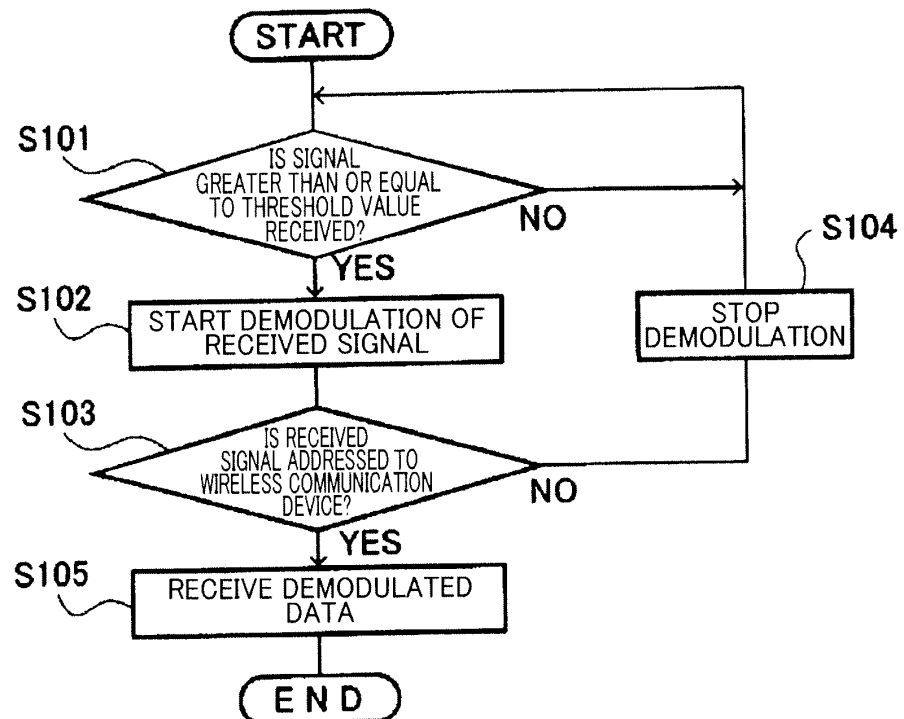 START
S101
IS SIGNAL
GREATER THAN OR EQUAL
TO THRESHOLD VALUE
RECEIVED?
NO
YES
S104
S102
START DEMODULATION OF
RECEIVED SIGNAL
STOP
DEMODULATION
S103
IS RECEIVED
SIGNAL ADDRESSED TO
WIRELESS COMMUNICATION
DEVICE?
NO
YES
S105
RECEIVE DEMODULATED
DATA
END